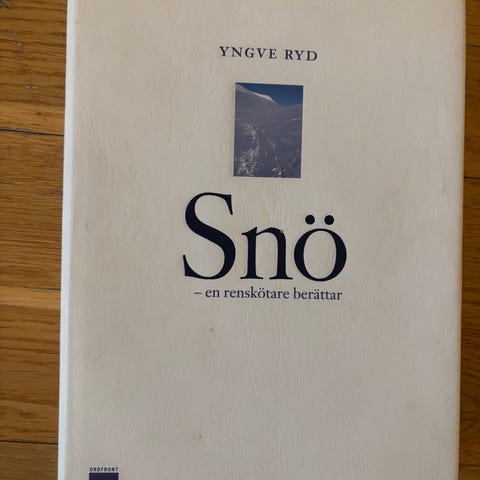 YNGVE RYD
Snö
– en renskötare berättar
ORDFRONT